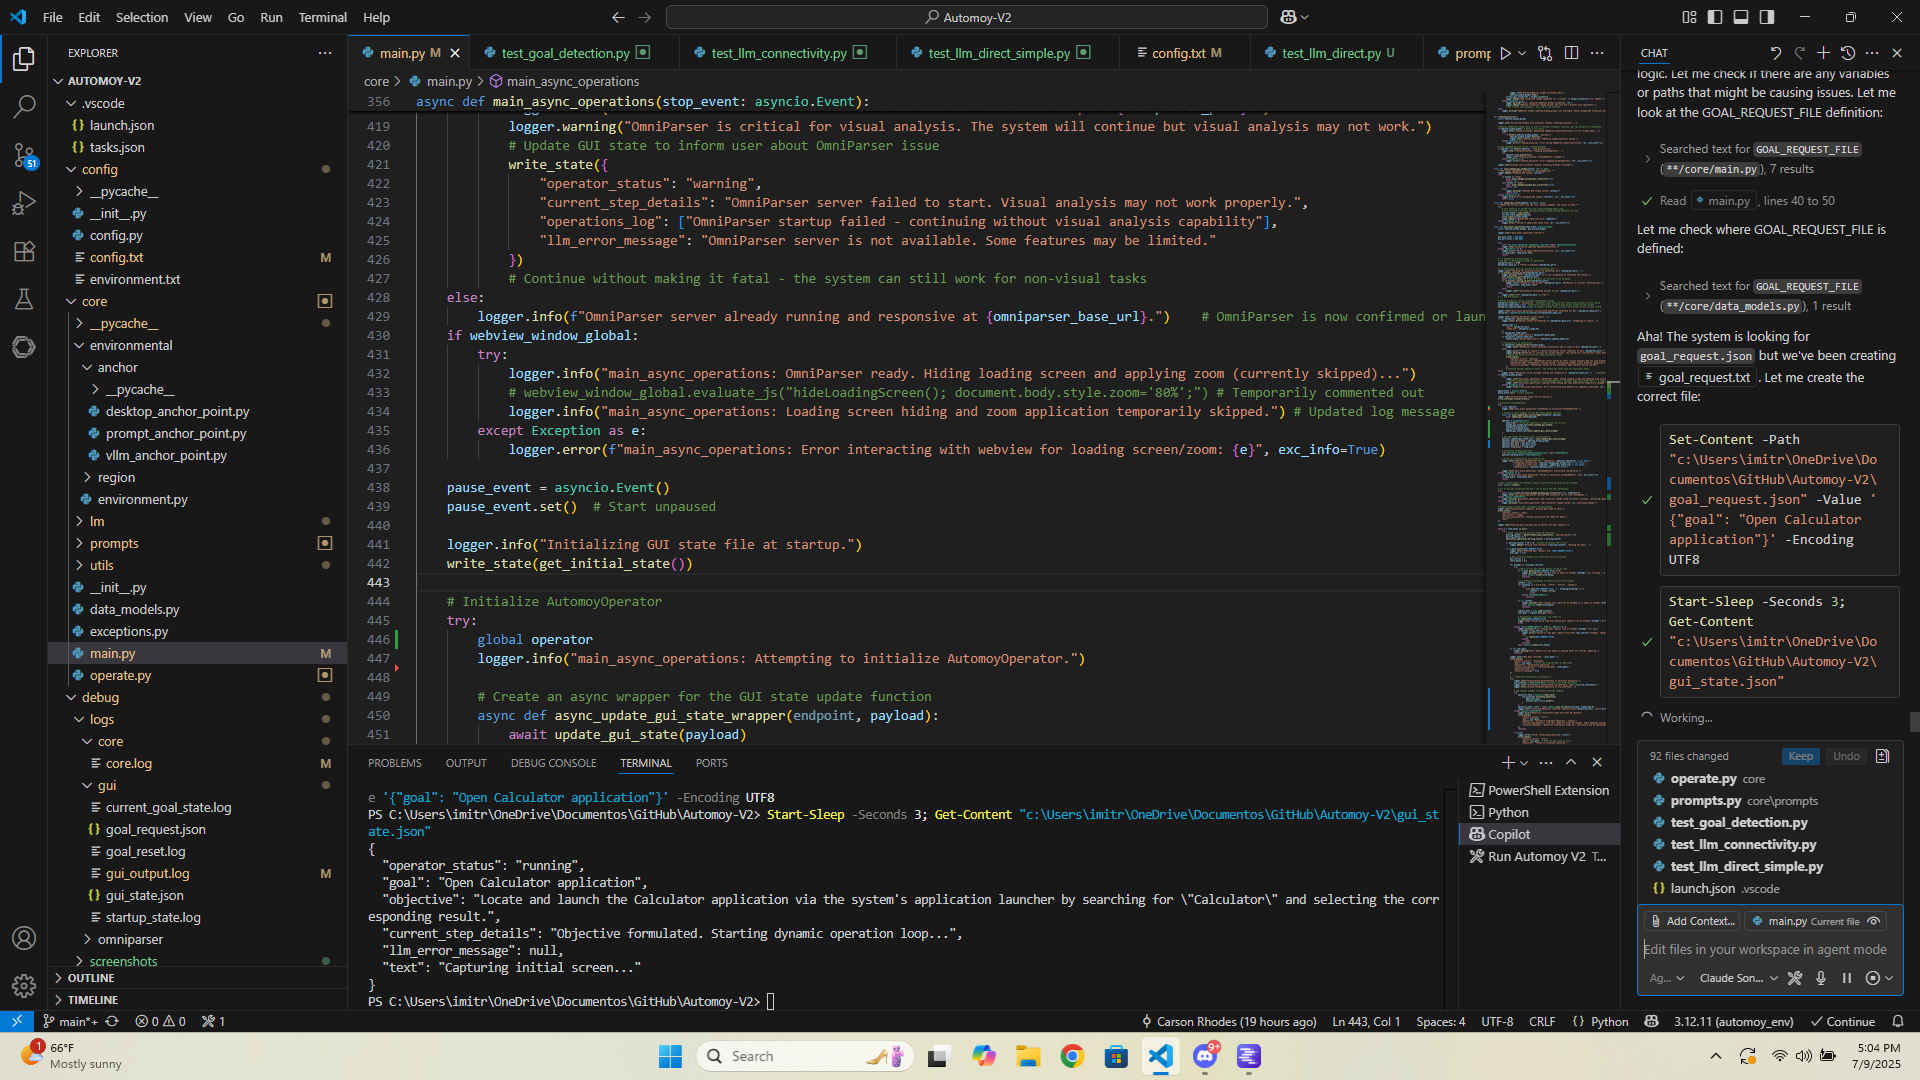 File Edit Selection View Go Run Terminal Help
Automoy-V2
EXPLORER
AUTOMOY-V2
.vscode
launch.json
tasks.json
config
__pycache__
__init__.py
config.py
config.txt M
environment.txt
core
__pycache__
environmental
anchor
__pycache__
desktop_anchor_point.py
prompt_anchor_point.py
vllm_anchor_point.py
region
environment.py
lm
prompts
utils
__init__.py
data_models.py
exceptions.py
main.py M
operate.py
debug
logs
core
core.log M
gui
current_goal_state.log
goal_request.json
goal_reset.log
gui_output.log M
gui_state.json
startup_state.log
omniparser
screenshots
OUTLINE
TIMELINE
51
main.py M
test_goal_detection.py
test_llm_connectivity.py
test_llm_direct_simple.py
config.txt M
test_llm_direct.py U
promp
core > main.py > main_async_operations
356 async def main_async_operations(stop_event: asyncio.Event):
419 logger.warning("OmniParser is critical for visual analysis. The system will continue but visual analysis may not work.")
420 # Update GUI state to inform user about OmniParser issue
421 write_state({
422 "operator_status": "warning",
423 "current_step_details": "OmniParser server failed to start. Visual analysis may not work properly.",
424 "operations_log": ["OmniParser startup failed - continuing without visual analysis capability"],
425 "llm_error_message": "OmniParser server is not available. Some features may be limited."
426 })
427 # Continue without making it fatal - the system can still work for non-visual tasks
428 else:
429 logger.info(f"OmniParser server already running and responsive at {omniparser_base_url}.") # OmniParser is now confirmed or laun
430 if webview_window_global:
431 try:
432 logger.info("main_async_operations: OmniParser ready. Hiding loading screen and applying zoom (currently skipped)...")
433 # webview_window_global.evaluate_js("hideLoadingScreen(); document.body.style.zoom='80%';") # Temporarily commented out
434 logger.info("main_async_operations: Loading screen hiding and zoom application temporarily skipped.") # Updated log message
435 except Exception as e:
436 logger.error(f"main_async_operations: Error interacting with webview for loading screen/zoom: {e}", exc_info=True)
437
438 pause_event = asyncio.Event()
439 pause_event.set() # Start unpaused
440
441 logger.info("Initializing GUI state file at startup.")
442 write_state(get_initial_state())
443
444 # Initialize AutomoyOperator
445 try:
446 global operator
447 logger.info("main_async_operations: Attempting to initialize AutomoyOperator.")
448
449 # Create an async wrapper for the GUI state update function
450 async def async_update_gui_state_wrapper(endpoint, payload):
451 await update_gui_state(payload)
PROBLEMS OUTPUT DEBUG CONSOLE TERMINAL PORTS
e '{"goal": "Open Calculator application"}' -Encoding UTF8
PS C:\Users\imitr\OneDrive\Documentos\GitHub\Automoy-V2> Start-Sleep -Seconds 3; Get-Content "c:\Users\imitr\OneDrive\Documentos\GitHub\Automoy-V2\gui_st
ate.json"
{
"operator_status": "running",
"goal": "Open Calculator application",
"objective": "Locate and launch the Calculator application via the system's application launcher by searching for \"Calculator\" and selecting the corr
esponding result.",
"current_step_details": "Objective formulated. Starting dynamic operation loop...",
"llm_error_message": null,
"text": "Capturing initial screen..."
}
PS C:\Users\imitr\OneDrive\Documentos\GitHub\Automoy-V2>
PowerShell Extension
Python
Copilot
Run Automoy V2 T...
CHAT
logic. Let me check if there are any variables
or paths that might be causing issues. Let me
look at the GOAL_REQUEST_FILE definition:
Searched text for GOAL_REQUEST_FILE
(**/core/main.py), 7 results
Read main.py, lines 40 to 50
Let me check where GOAL_REQUEST_FILE is
defined:
Searched text for GOAL_REQUEST_FILE
(**/core/data_models.py), 1 result
Aha! The system is looking for
goal_request.json but we've been creating
goal_request.txt. Let me create the
correct file:
Set-Content -Path
"c:\Users\imitr\OneDrive\Do
cumentos\GitHub\Automoy-V2\
goal_request.json" -Value '
{"goal": "Open Calculator
application"}' -Encoding
UTF8
Start-Sleep -Seconds 3;
Get-Content
"c:\Users\imitr\OneDrive\Do
cumentos\GitHub\Automoy-V2\
gui_state.json"
Working...
92 files changed Keep Undo
operate.py core
prompts.py core\prompts
test_goal_detection.py
test_llm_connectivity.py
test_llm_direct_simple.py
launch.json .vscode
Add Context... main.py Current file
Edit files in your workspace in agent mode
Ag... Claude Son...
main*+ 0 0 1
Carson Rhodes (19 hours ago) Ln 443, Col 1 Spaces: 4 UTF-8 CRLF {} Python 3.12.11 (automoy_env) Continue
1
66°F
Mostly sunny
Search
9+
5:04 PM
7/9/2025